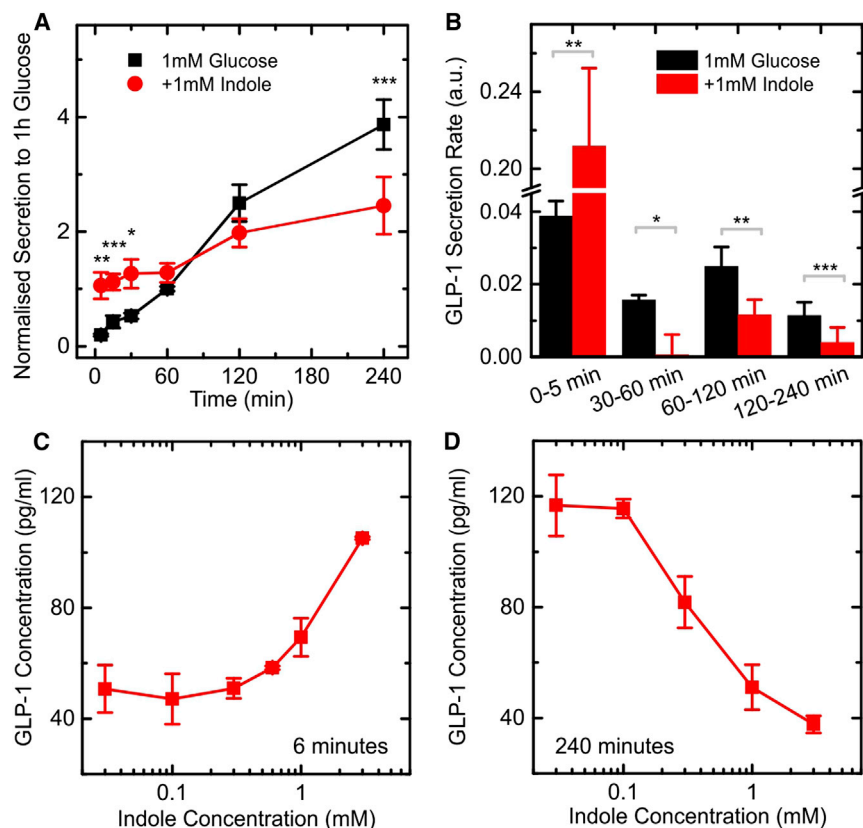 A
Normalised Secretion to 1h Glucose
1mM Glucose
+1mM Indole
**
***
*
***
4
2
0
0
60
120
180
240
Time (min)
B
GLP-1 Secretion Rate (a.u.)
1mM Glucose
+1mM Indole
**
*
**
***
0.24
0.20
0.04
0.02
0.00
0-5 min
30-60 min
60-120 min
120-240 min
C
GLP-1 Concentration (pg/ml)
120
80
40
6 minutes
0.1
1
Indole Concentration (mM)
D
GLP-1 Concentration (pg/ml)
120
80
40
240 minutes
0.1
1
Indole Concentration (mM)